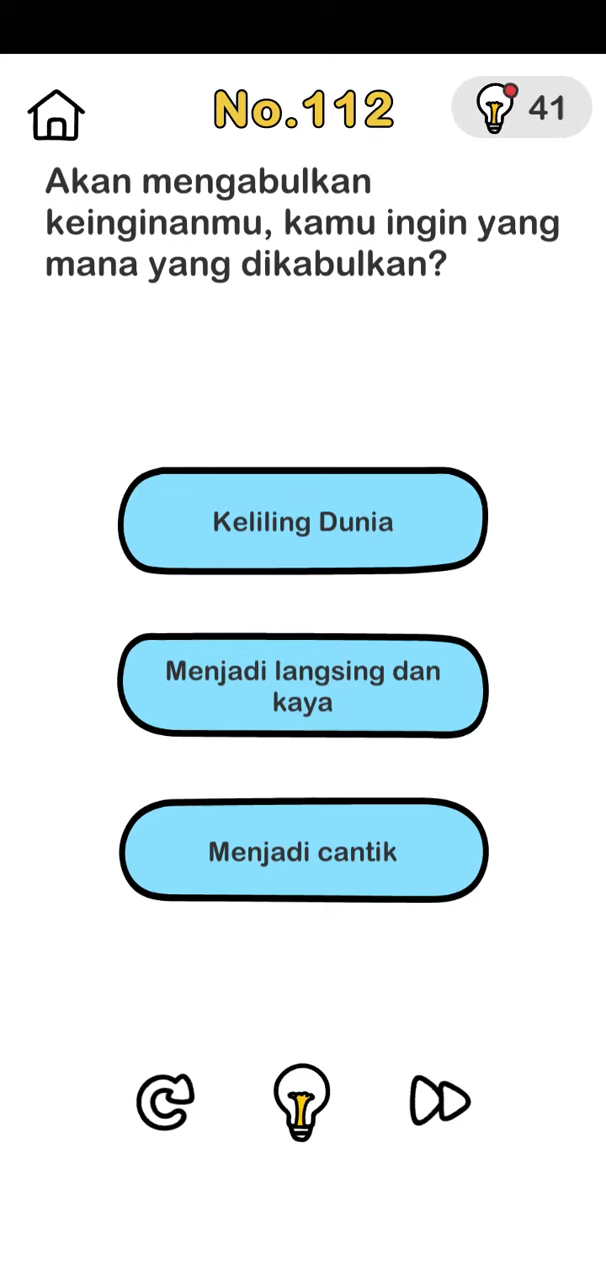 No.112
41
Akan mengabulkan
keinginanmu, kamu ingin yang
mana yang dikabulkan?
Keliling Dunia
Menjadi langsing dan
kaya
Menjadi cantik